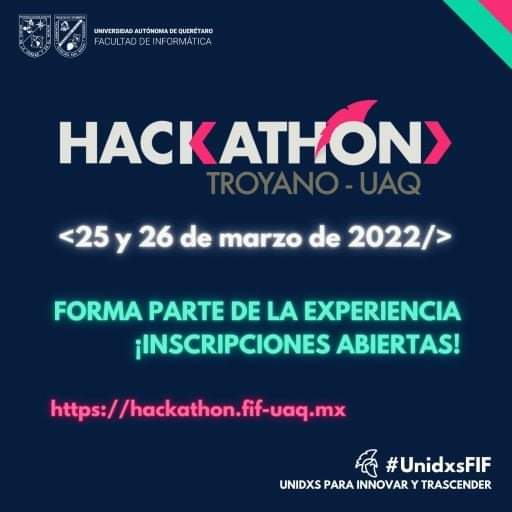 UNIVERSIDAD AUTÓNOMA DE QUERÉTARO
FACULTAD DE INFORMÁTICA
HACKATHON
TROYANO - UAQ
<25 y 26 de marzo de 2022/>
FORMA PARTE DE LA EXPERIENCIA
¡INSCRIPCIONES ABIERTAS!
https://hackathon.fif-uaq.mx
#UnidxsFIF
UNIDXS PARA INNOVAR Y TRASCENDER